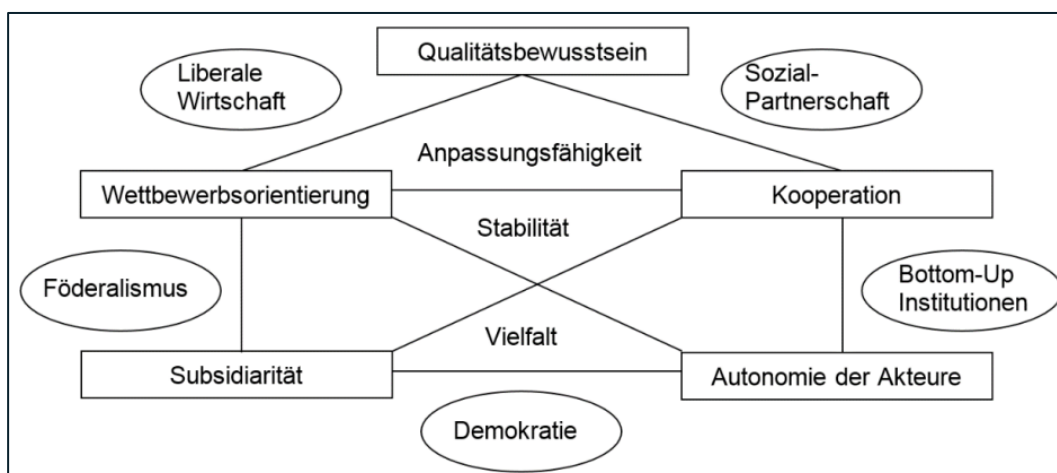 Qualitätsbewusstsein
Liberale
Wirtschaft
Sozial-
Partnerschaft
Anpassungsfähigkeit
Wettbewerbsorientierung
Kooperation
Stabilität
Föderalismus
Bottom-Up
Institutionen
Vielfalt
Subsidiarität
Autonomie der Akteure
Demokratie